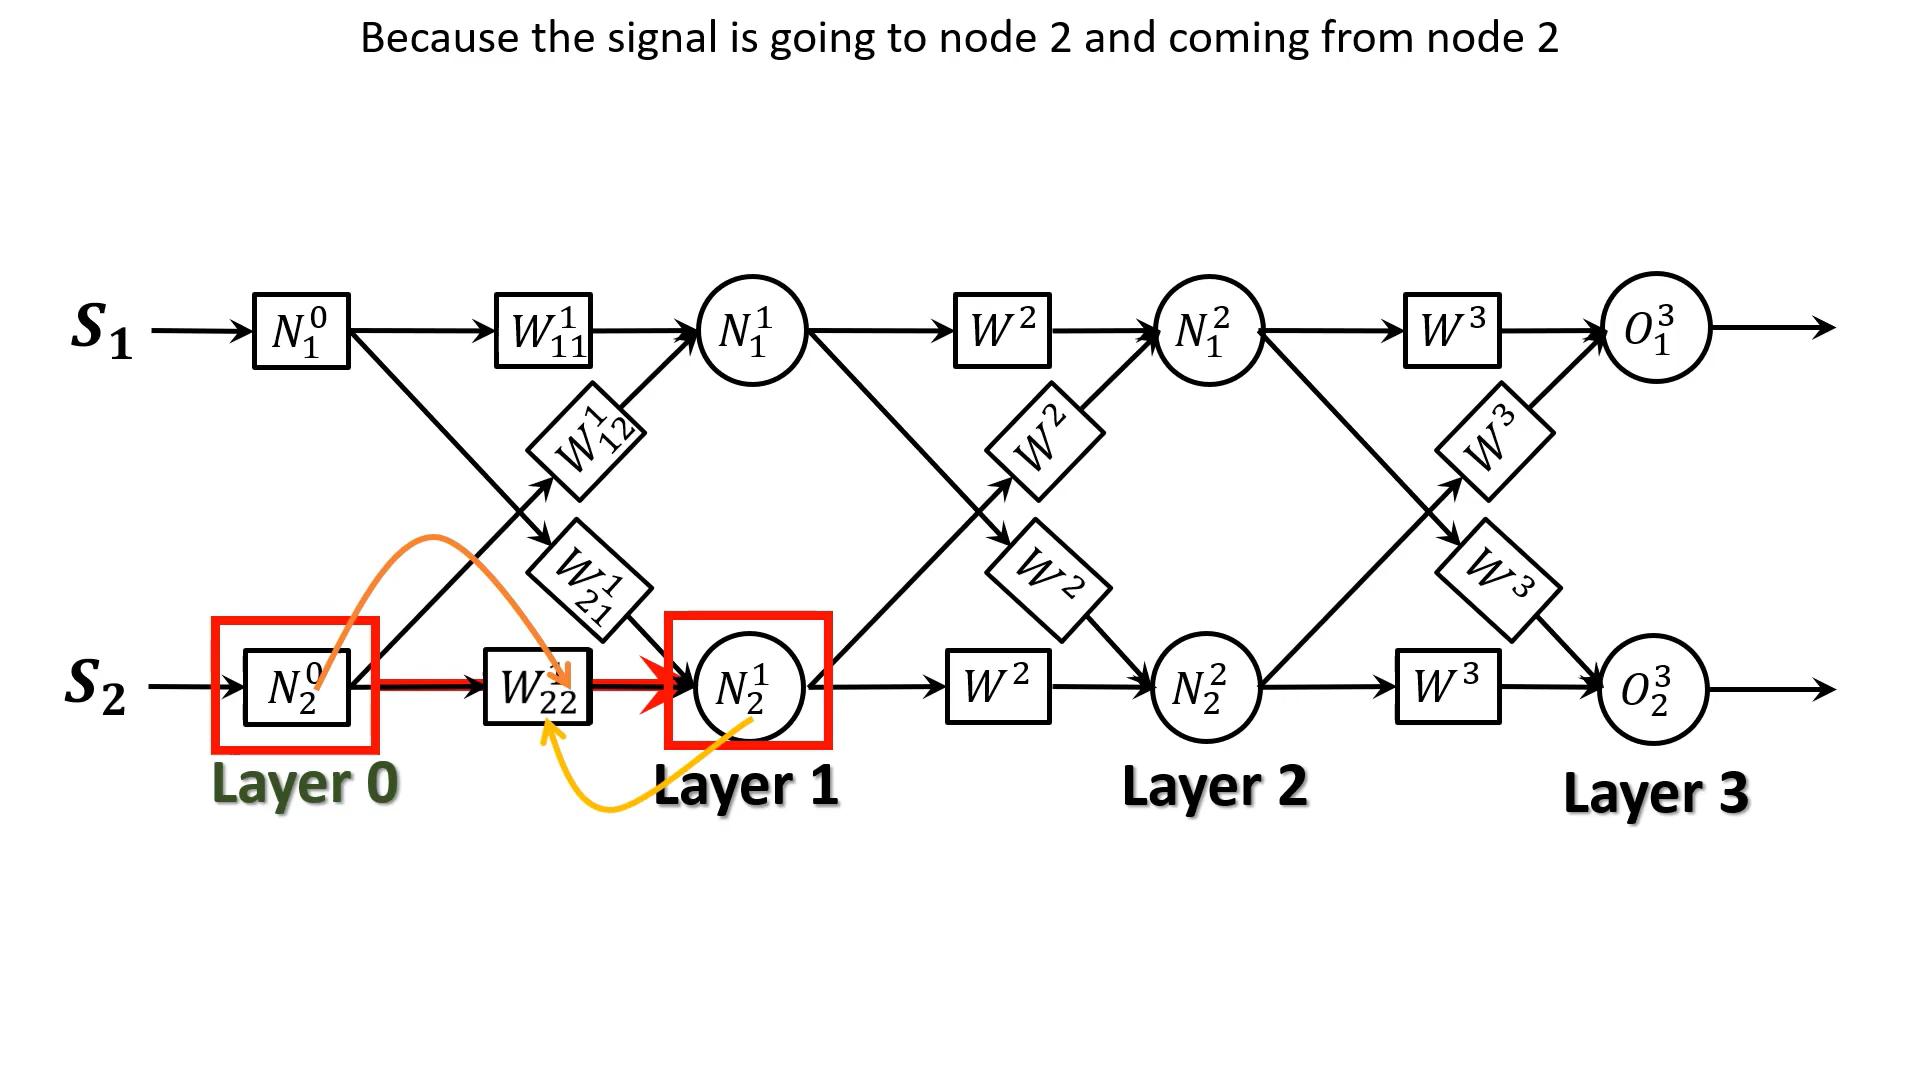 Because the signal is going to node 2 and coming from node 2
S₁ N₁⁰ W₁₁¹ N₁¹ W² N₁² W³ O₁³
W₁₂¹ W² W³
W₂₁¹ W² W³
S₂ N₂⁰ W₂₂¹ N₂¹ W² N₂² W³ O₂³
Layer 0 Layer 1 Layer 2 Layer 3